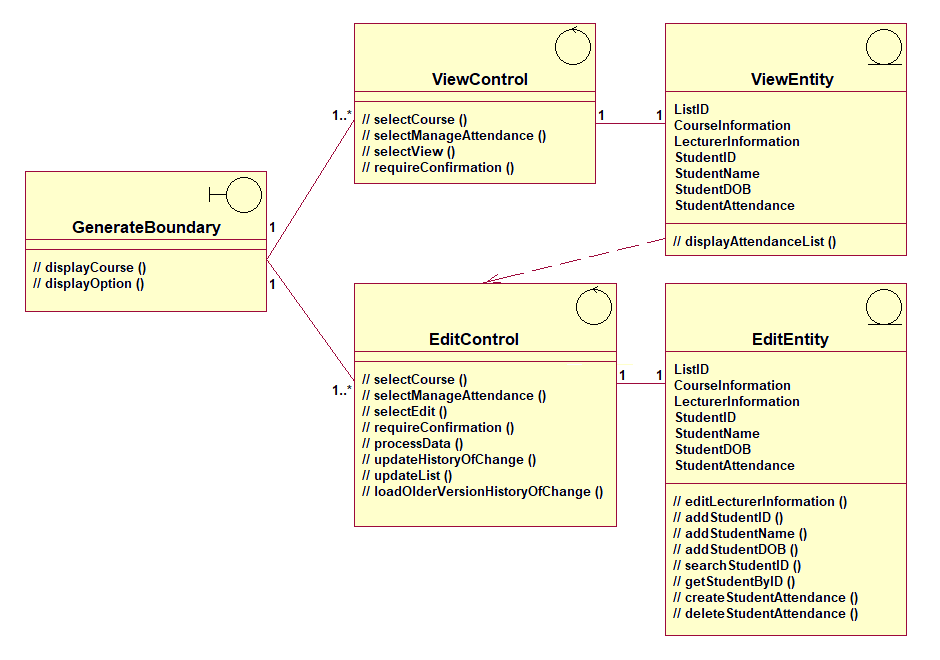 GenerateBoundary
// displayCourse ()
// displayOption ()
1
1
1..*
1..*
ViewControl
// selectCourse ()
// selectManageAttendance ()
// selectView ()
// requireConfirmation ()
1
1
ViewEntity
ListID
CourseInformation
LecturerInformation
StudentID
StudentName
StudentDOB
StudentAttendance
// displayAttendanceList ()
EditControl
// selectCourse ()
// selectManageAttendance ()
// selectEdit ()
// requireConfirmation ()
// processData ()
// updateHistoryOfChange ()
// updateList ()
// loadOlderVersionHistoryOfChange ()
1
1
EditEntity
ListID
CourseInformation
LecturerInformation
StudentID
StudentName
StudentDOB
StudentAttendance
// editLecturerInformation ()
// addStudentID ()
// addStudentName ()
// addStudentDOB ()
// searchStudentID ()
// getStudentByID ()
// createStudentAttendance ()
// deleteStudentAttendance ()